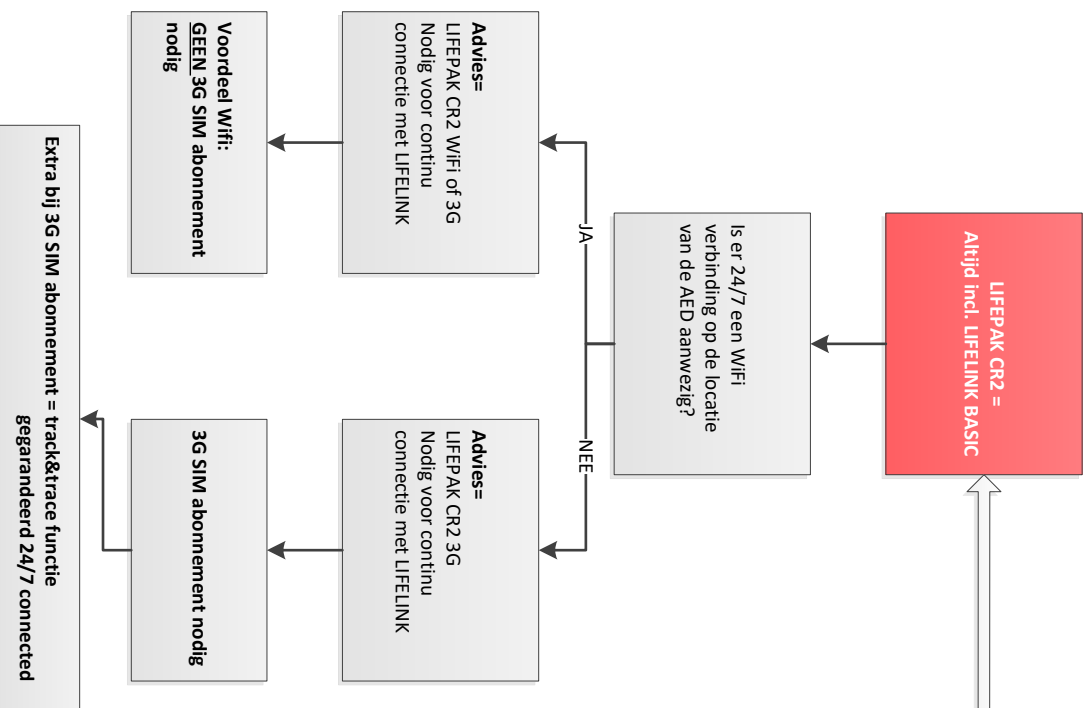 LIFEPAK CR2 =
Altijd incl. LIFELINK BASIC
Is er 24/7 een WiFi
verbinding op de locatie
van de AED aanwezig?
JA
NEE
Advies=
LIFEPAK CR2 WiFi of 3G
Nodig voor continu
connectie met LIFELINK
Advies=
LIFEPAK CR2 3G
Nodig voor continu
connectie met LIFELINK
Voordeel Wifi:
GEEN 3G SIM abonnement
nodig
3G SIM abonnement nodig
Extra bij 3G SIM abonnement = track&trace functie
gegarandeerd 24/7 connected